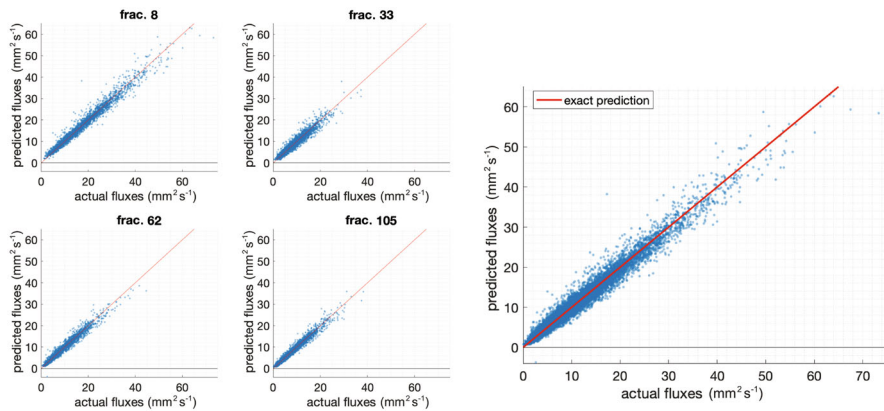 frac. 8
predicted fluxes (mm² s⁻¹)
60
50
40
30
20
10
0
0 20 40 60
actual fluxes (mm² s⁻¹)
frac. 33
predicted fluxes (mm² s⁻¹)
60
50
40
30
20
10
0
0 20 40 60
actual fluxes (mm² s⁻¹)
frac. 62
predicted fluxes (mm² s⁻¹)
60
50
40
30
20
10
0
0 20 40 60
actual fluxes (mm² s⁻¹)
frac. 105
predicted fluxes (mm² s⁻¹)
60
50
40
30
20
10
0
0 20 40 60
actual fluxes (mm² s⁻¹)
exact prediction
predicted fluxes (mm² s⁻¹)
60
50
40
30
20
10
0
0 10 20 30 40 50 60 70
actual fluxes (mm² s⁻¹)